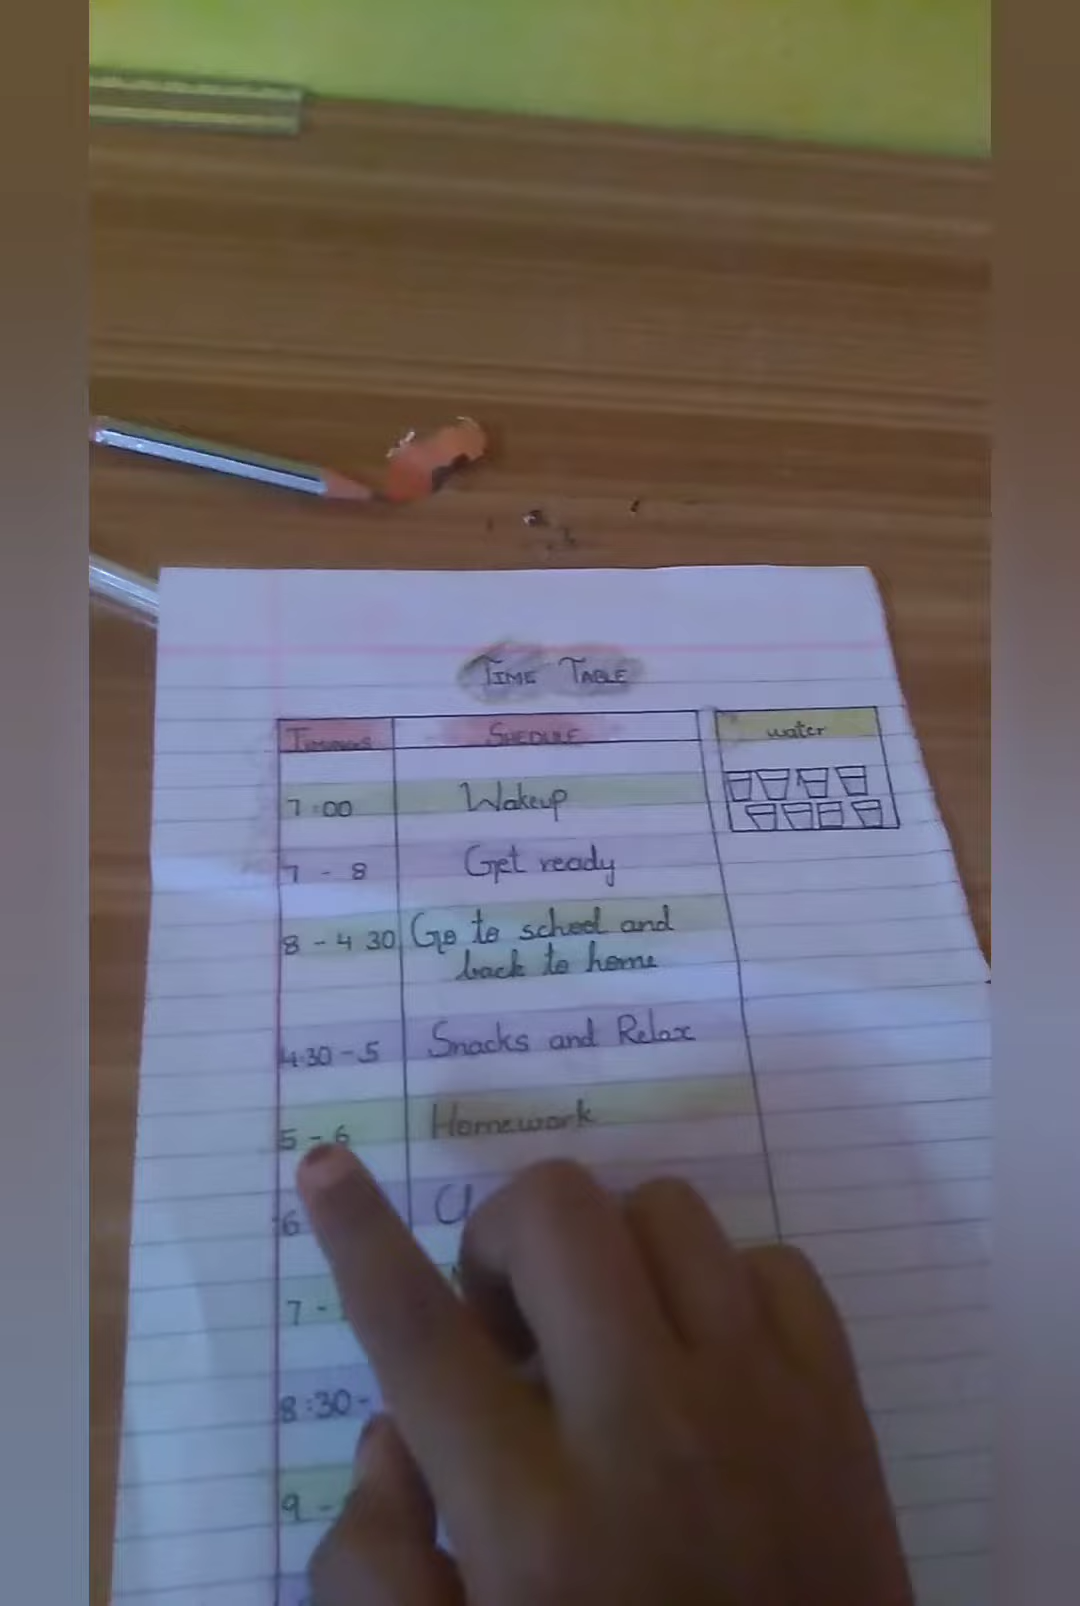 TIME TABLE
SHEDULE
water
7:00 Wakeup
7 - 8 Get ready
8 - 4 30 Go to school and
back to home
4:30 - 5 Snacks and Relax
5 - 6 Homework
6
7 -
8:30 -
9 -